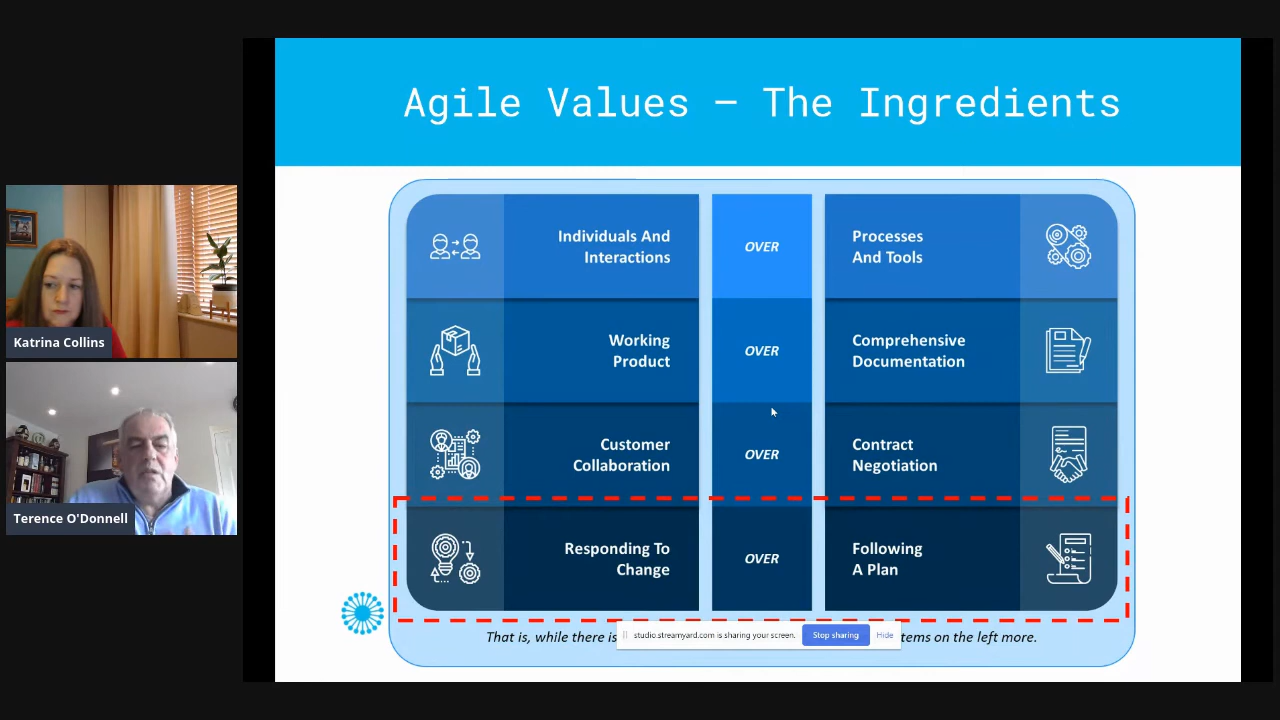 Agile Values – The Ingredients
Individuals And
Interactions
OVER
Processes
And Tools
Working
Product
OVER
Comprehensive
Documentation
Customer
Collaboration
OVER
Contract
Negotiation
Responding To
Change
OVER
Following
A Plan
That is, while there is
tems on the left more.
studio.streamyard.com is sharing your screen.
Stop sharing
Hide
Katrina Collins
Terence O'Donnell